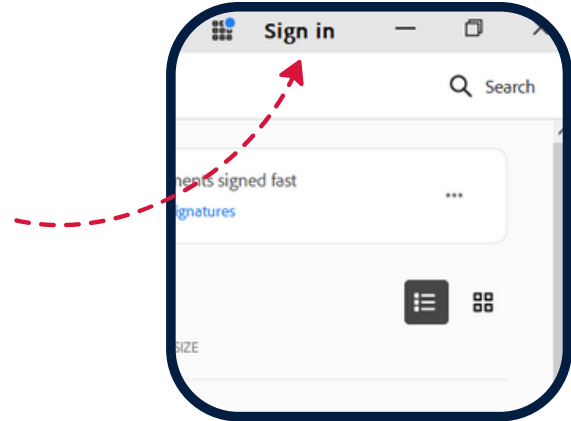 Sign in
Search
ments signed fast
ignatures
SIZE